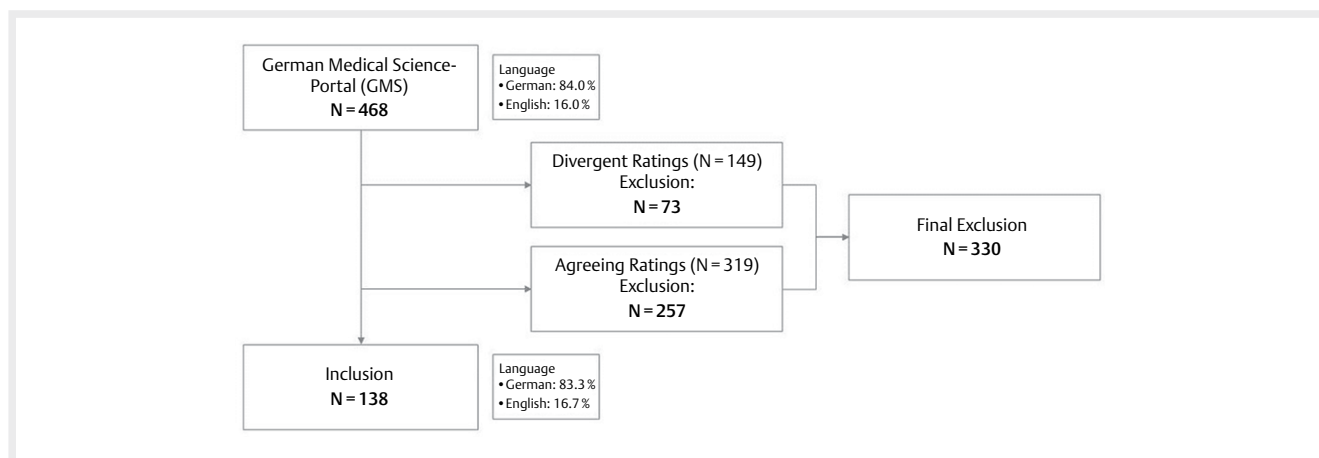 German Medical Science-
Portal (GMS)
N = 468
Language
• German: 84.0 %
• English: 16.0 %
Divergent Ratings (N = 149)
Exclusion:
N = 73
Final Exclusion
N = 330
Agreeing Ratings (N = 319)
Exclusion:
N = 257
Inclusion
N = 138
Language
• German: 83.3 %
• English: 16.7 %